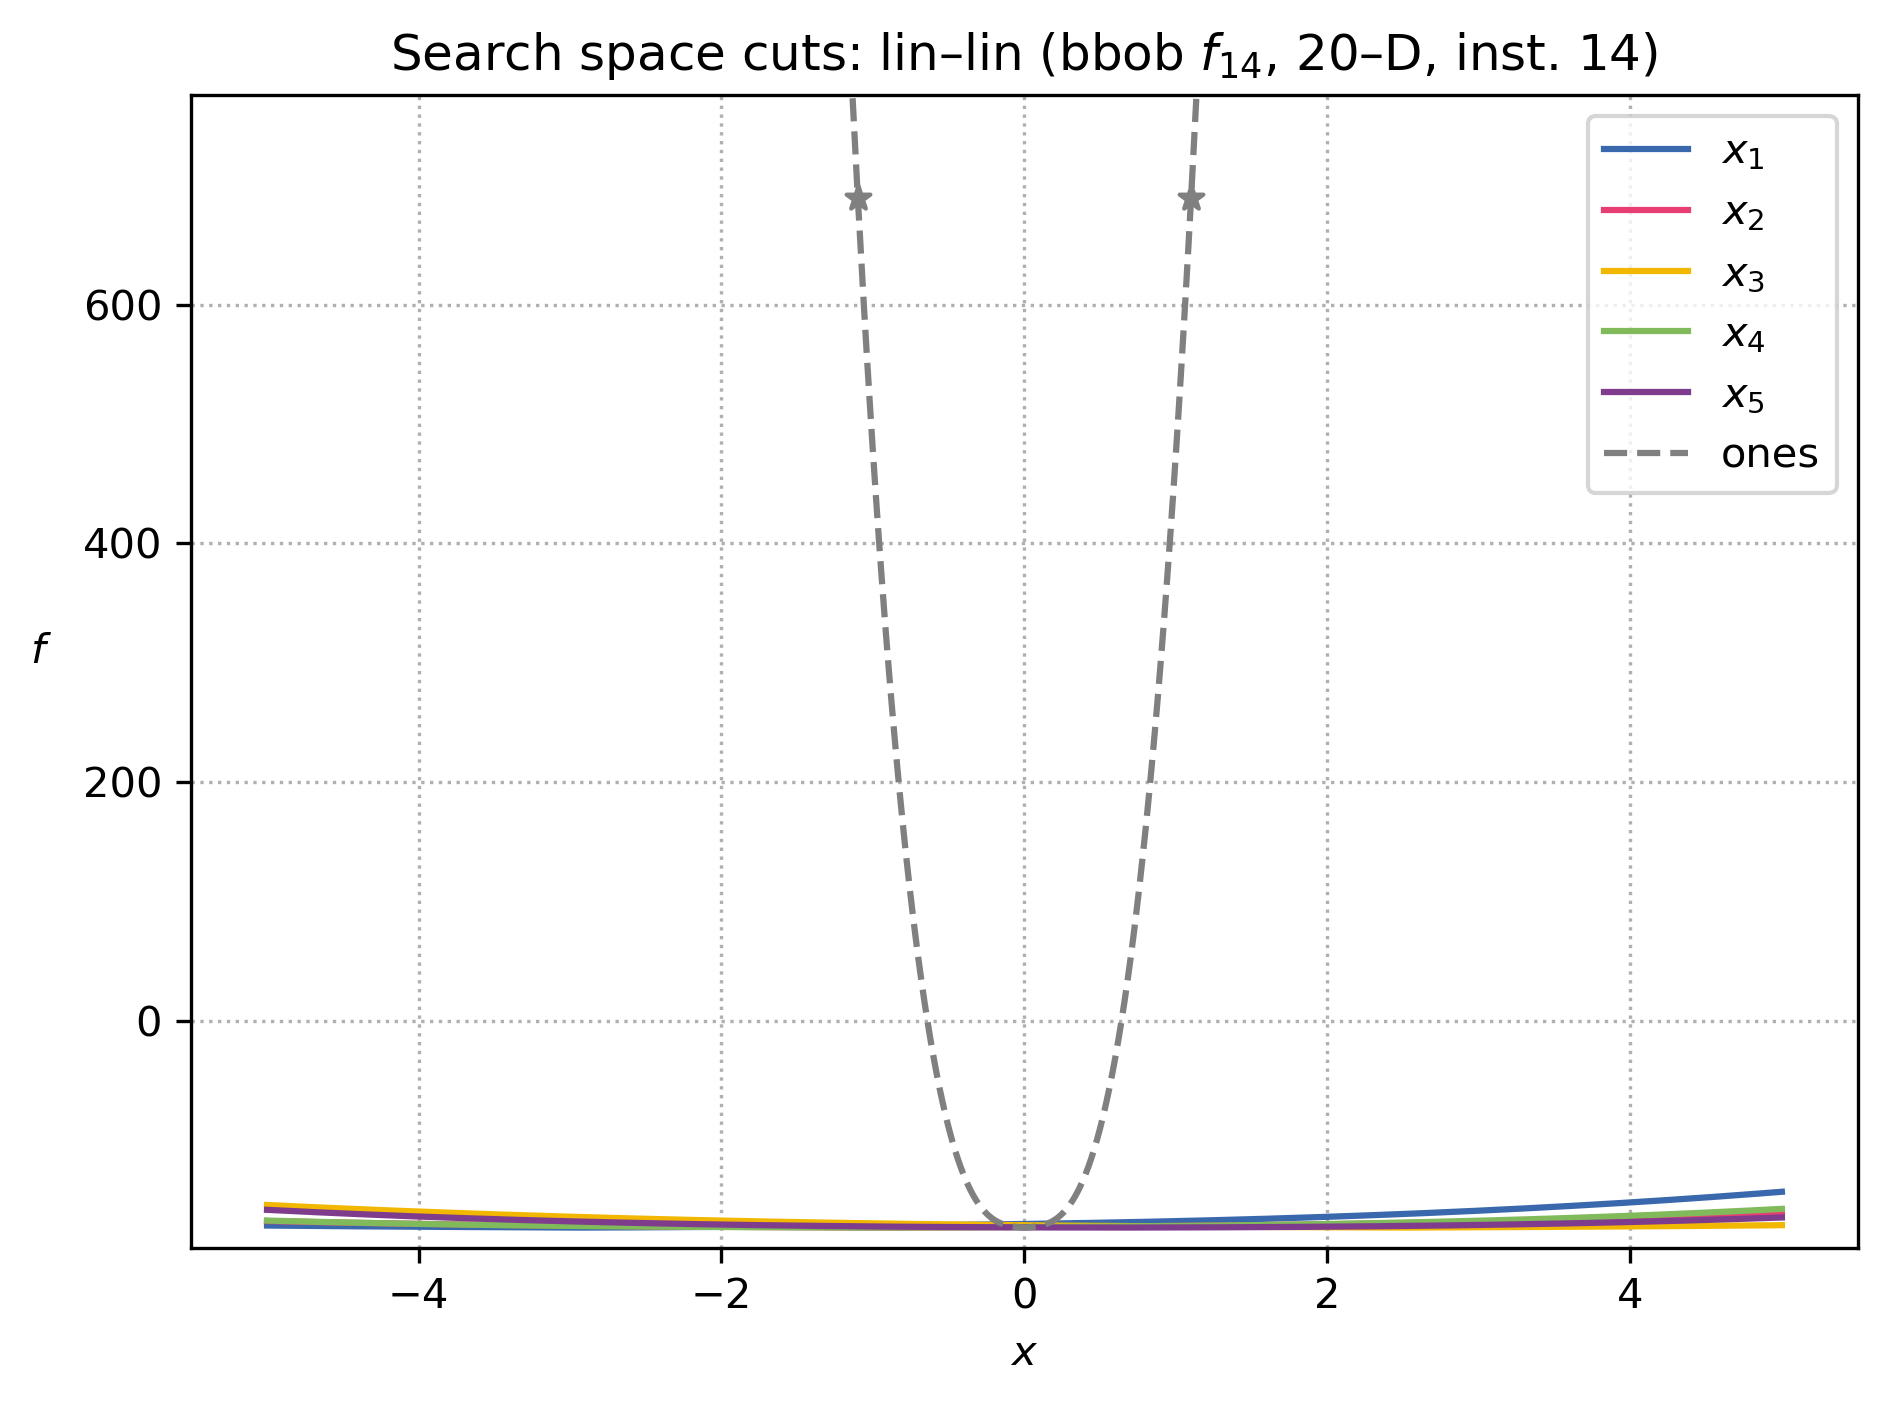 Search space cuts: lin–lin (bbob f14, 20–D, inst. 14)
x1
x2
x3
x4
x5
ones
600
400
200
0
f
−4
−2
0
2
4
x